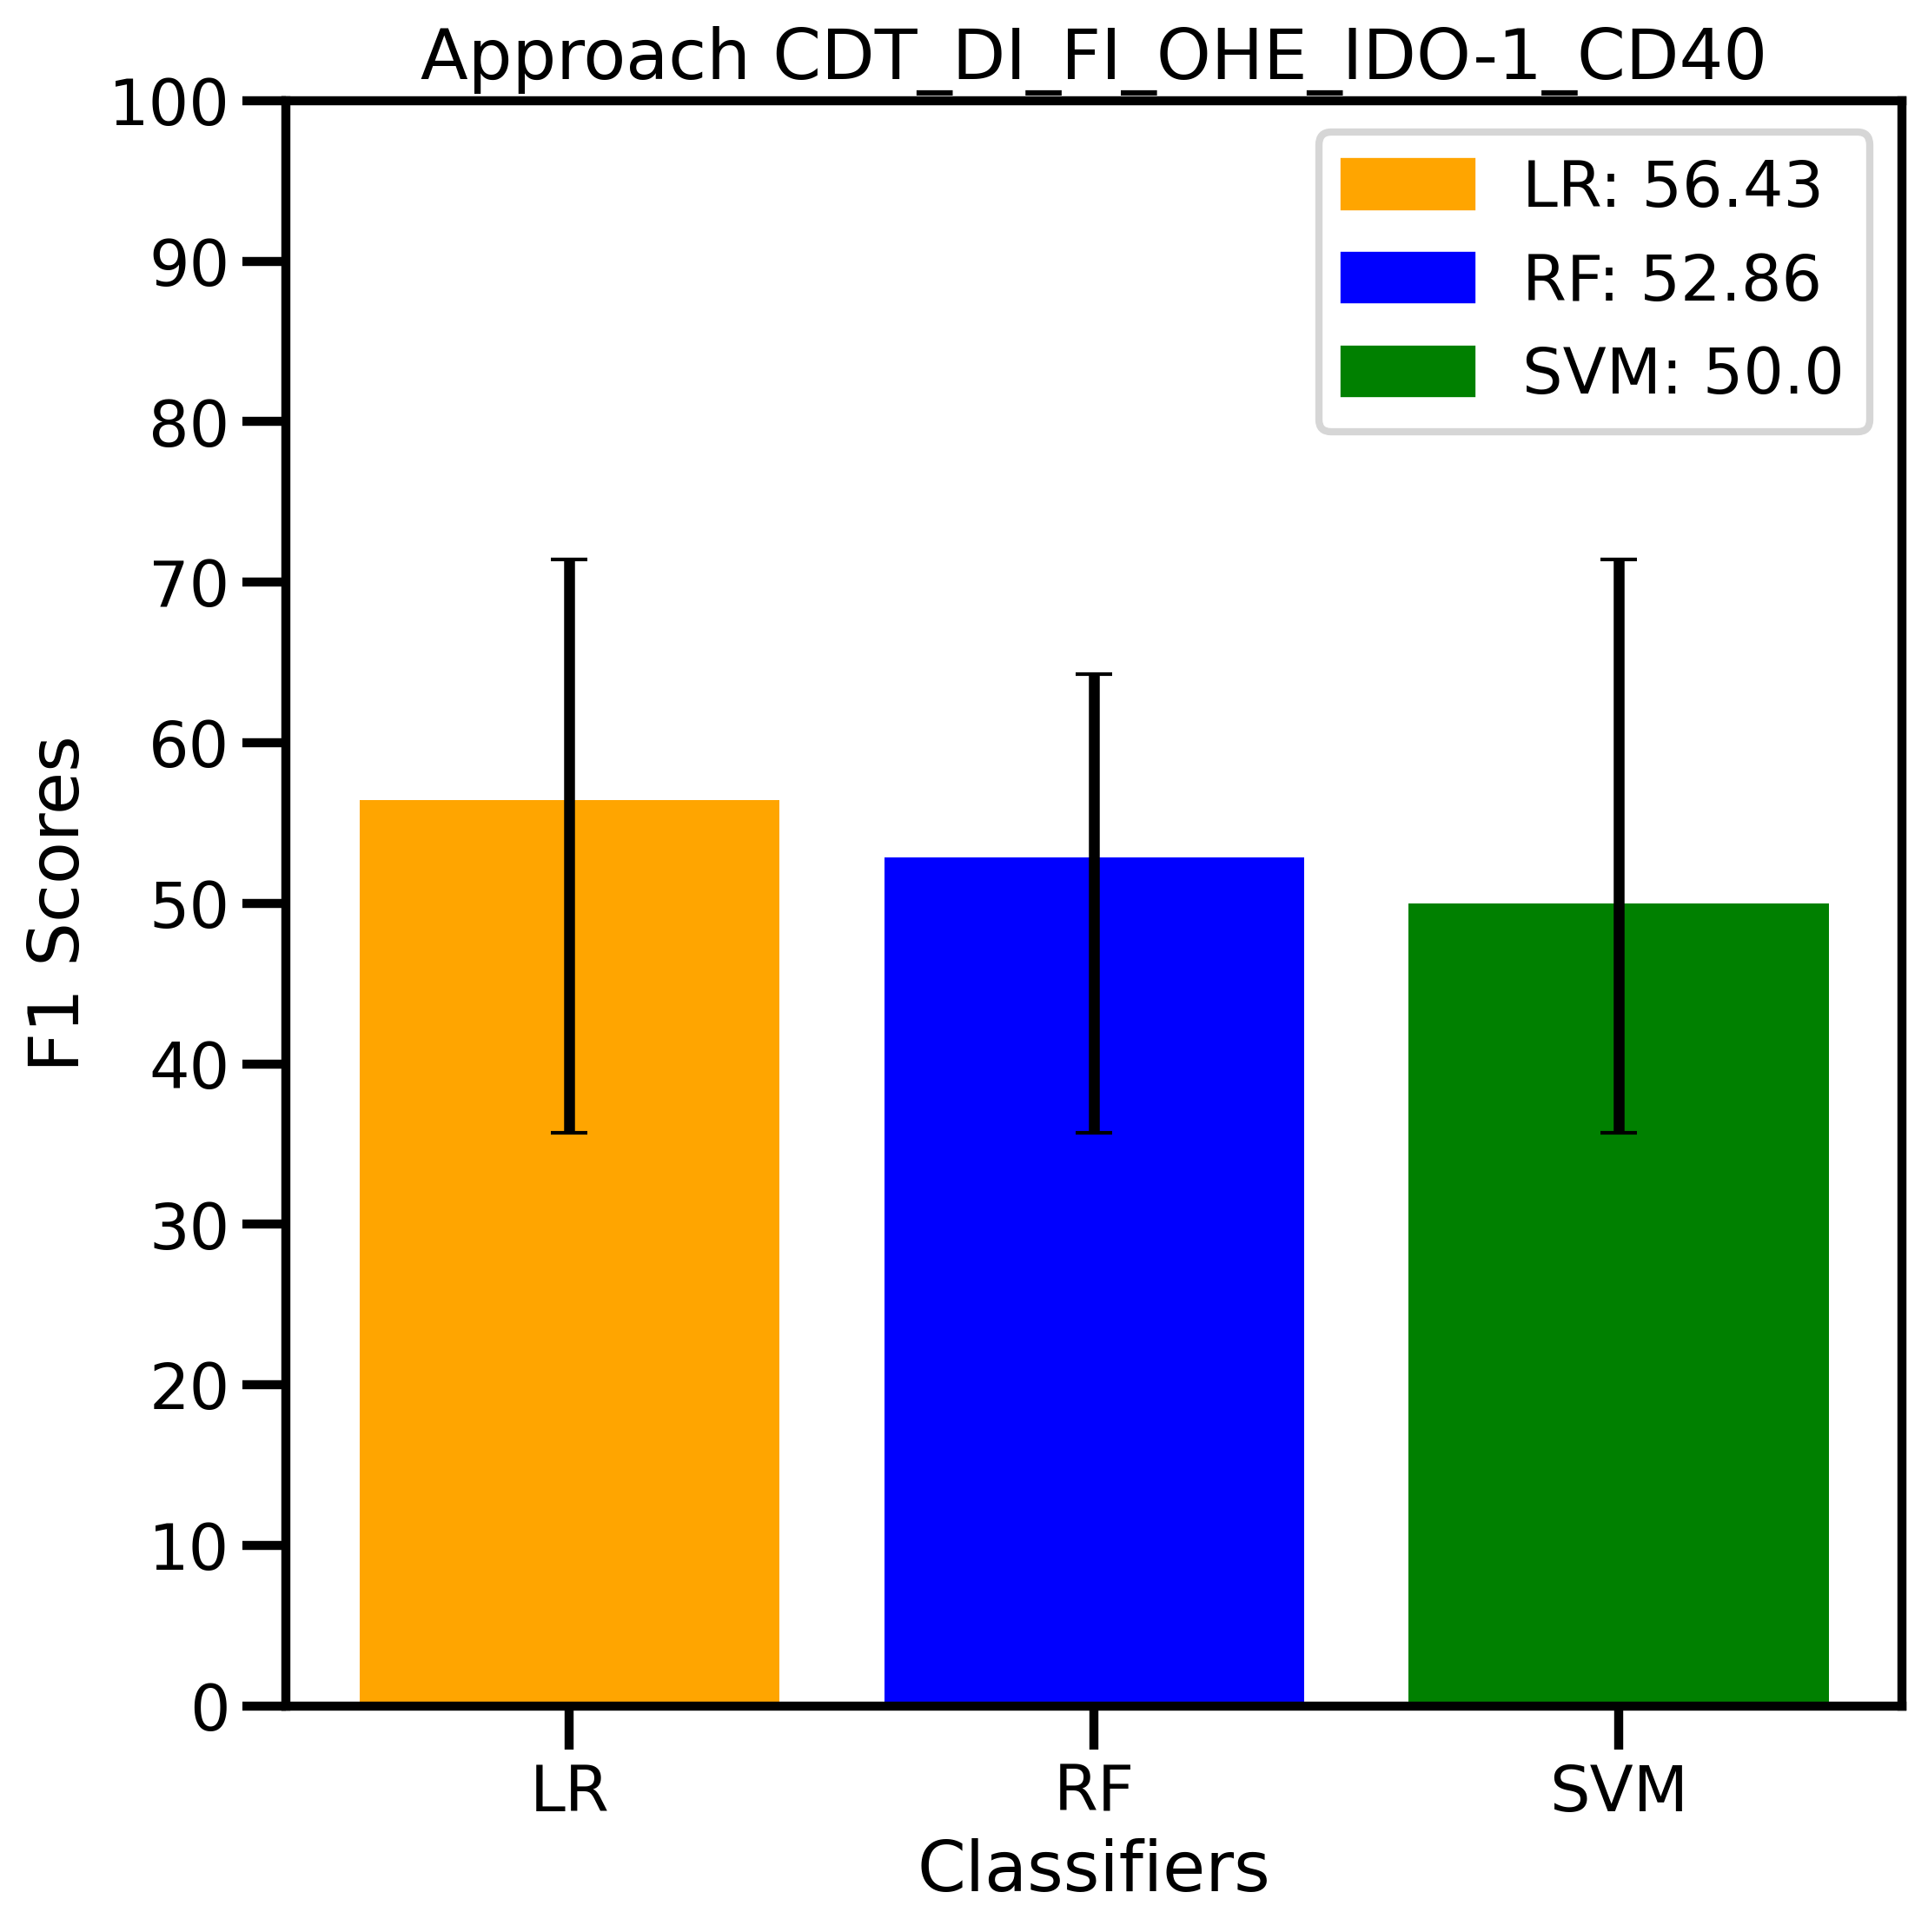 Approach CDT_DI_FI_OHE_IDO-1_CD40
LR: 56.43
RF: 52.86
SVM: 50.0
F1 Scores
100
90
80
70
60
50
40
30
20
10
0
LR
RF
SVM
Classifiers